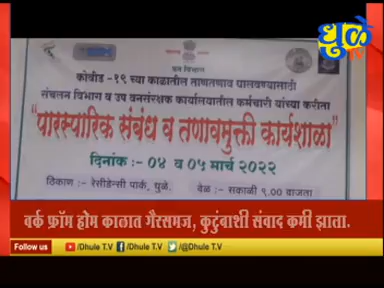 धुळे
TV
वन विभाग
कोवीड -१९ च्या काळातील ताणतणाव घालवण्यासाठी
संचलन विभाग व उप वनसंरक्षक कार्यालयातील कर्मचारी यांच्या करीता
"पारस्पारिक संबंध व तणावमुक्ती कार्यशाळा"
दिनांक :- ०४ व ०५ मार्च २०२२
ठिकाण :- रेसीडेन्सी पार्क, धुळे. वेळ :- सकाळी ९.०० वाजता
वर्क फ्रॉम होम काळात गैरसमज, कुटुंबाशी संवाद कमी झाला.
Follow us /Dhule T.V /Dhule T.V @/Dhule T.V